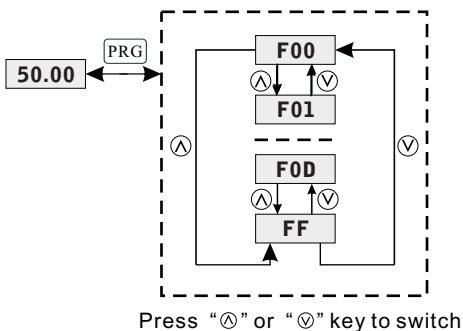 PRG
50.00
F00
F01
F0D
FF
Press “⊘” or “⊘” key to switch